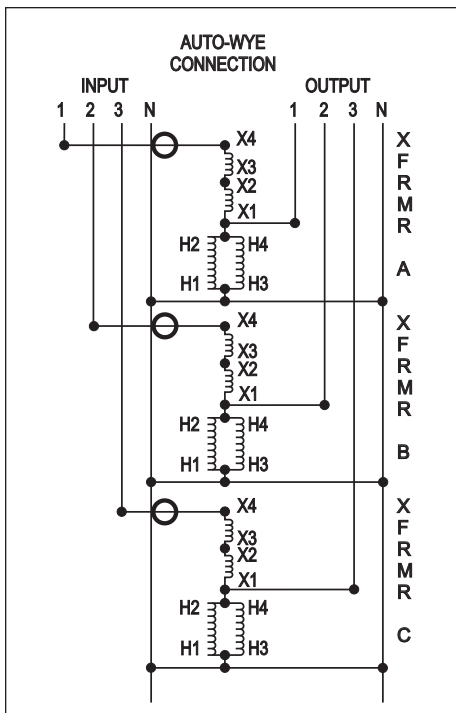 AUTO-WYE
CONNECTION
INPUT
OUTPUT
1 2 3 N
1 2 3 N
X4
X3
X2
X1
H2 H4
H1 H3
X
F
R
M
R
A
X4
X3
X2
X1
H2 H4
H1 H3
X
F
R
M
R
B
X4
X3
X2
X1
H2 H4
H1 H3
X
F
R
M
R
C